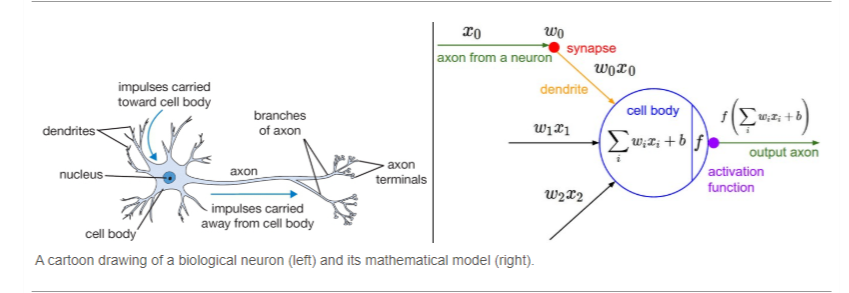 impulses carried
toward cell body
dendrites
nucleus
cell body
axon
impulses carried
away from cell body
branches
of axon
axon
terminals
x₀
w₀
synapse
axon from a neuron
w₀x₀
dendrite
cell body
w₁x₁
∑ᵢ wᵢxᵢ + b
f
w₂x₂
f(∑ᵢ wᵢxᵢ + b)
output axon
activation
function
A cartoon drawing of a biological neuron (left) and its mathematical model (right).